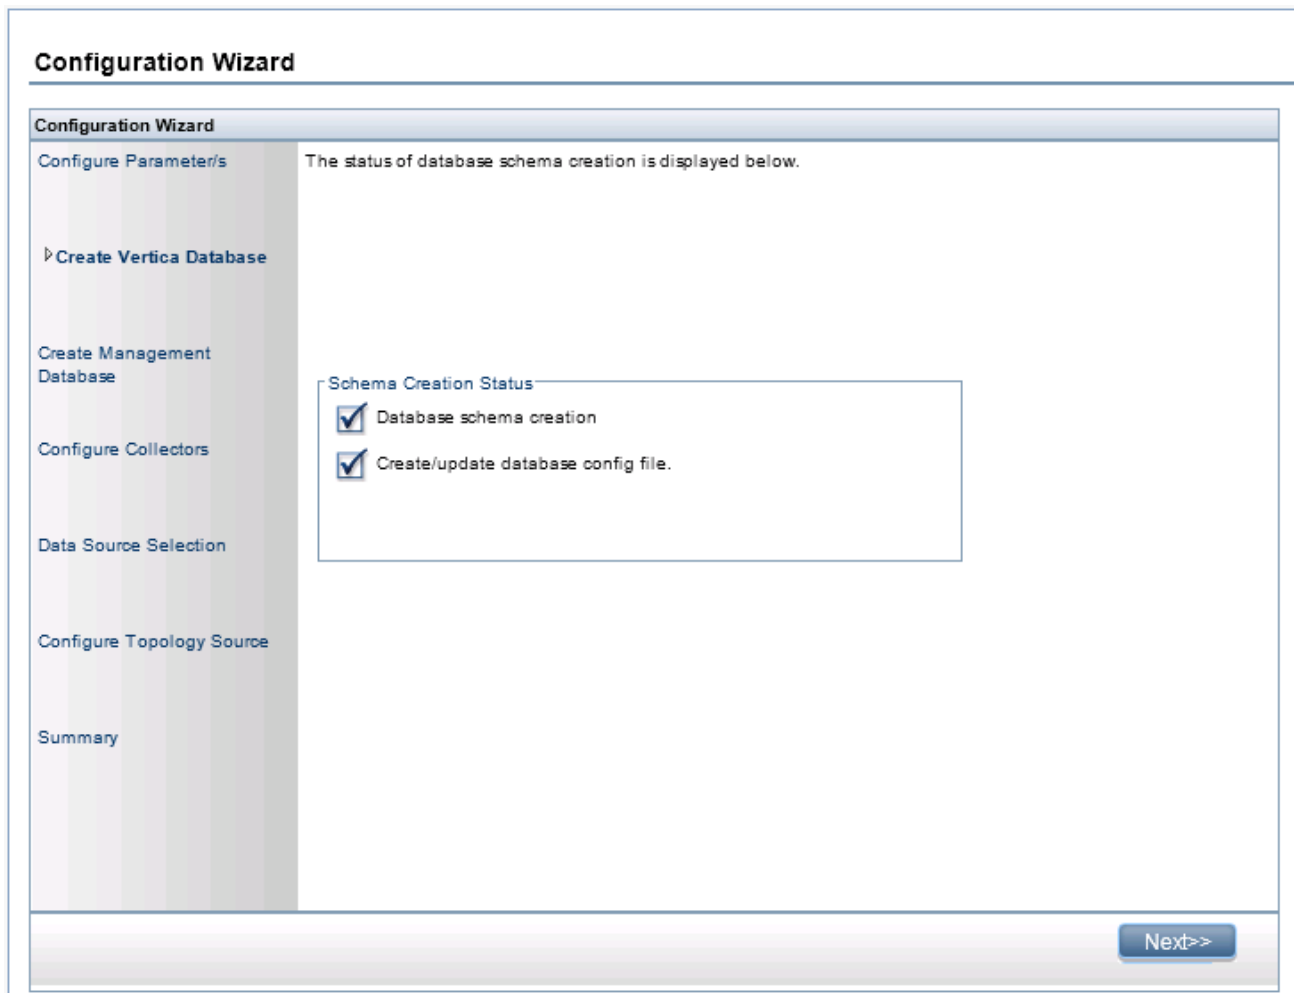 Configuration Wizard
Configuration Wizard
Configure Parameter/s
The status of database schema creation is displayed below.
Create Vertica Database
Create Management
Database
Schema Creation Status
Database schema creation
Configure Collectors
Create/update database config file.
Data Source Selection
Configure Topology Source
Summary
Next>>